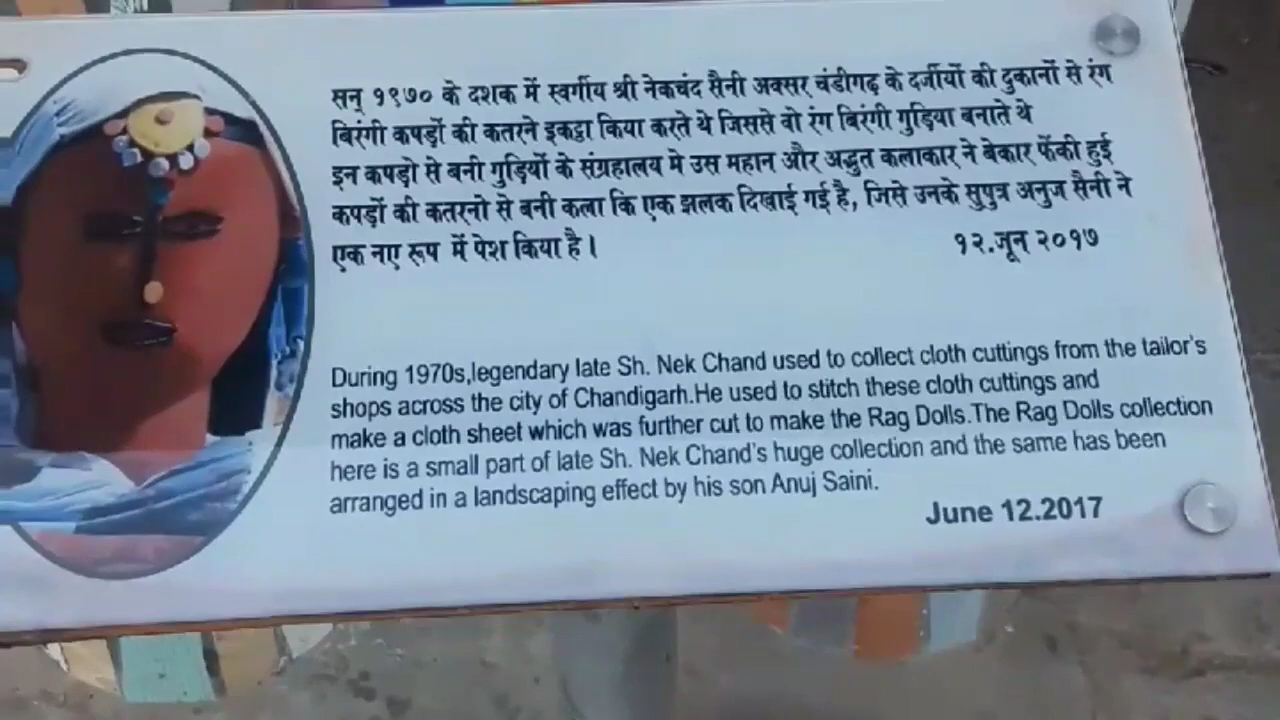 सन् १९७० के दशक में स्वर्गीय श्री नेकचंद सैनी अक्सर चंडीगढ़ के दर्जीयों की दुकानों से रंग
बिरंगी कपड़ों की कतरने इकट्ठा किया करते थे जिससे वो रंग बिरंगी गुड़िया बनाते थे
इन कपड़ो से बनी गुड़ियों के संग्रहालय मे उस महान और अद्भुत कलाकार ने बेकार फेंकी हुई
कपड़ों की कतरनो से बनी कला कि एक झलक दिखाई गई है, जिसे उनके सुपुत्र अनुज सैनी ने
एक नए रूप में पेश किया है।
१२.जून २०१७
During 1970s,legendary late Sh. Nek Chand used to collect cloth cuttings from the tailor's
shops across the city of Chandigarh.He used to stitch these cloth cuttings and
make a cloth sheet which was further cut to make the Rag Dolls.The Rag Dolls collection
here is a small part of late Sh. Nek Chand's huge collection and the same has been
arranged in a landscaping effect by his son Anuj Saini.
June 12.2017